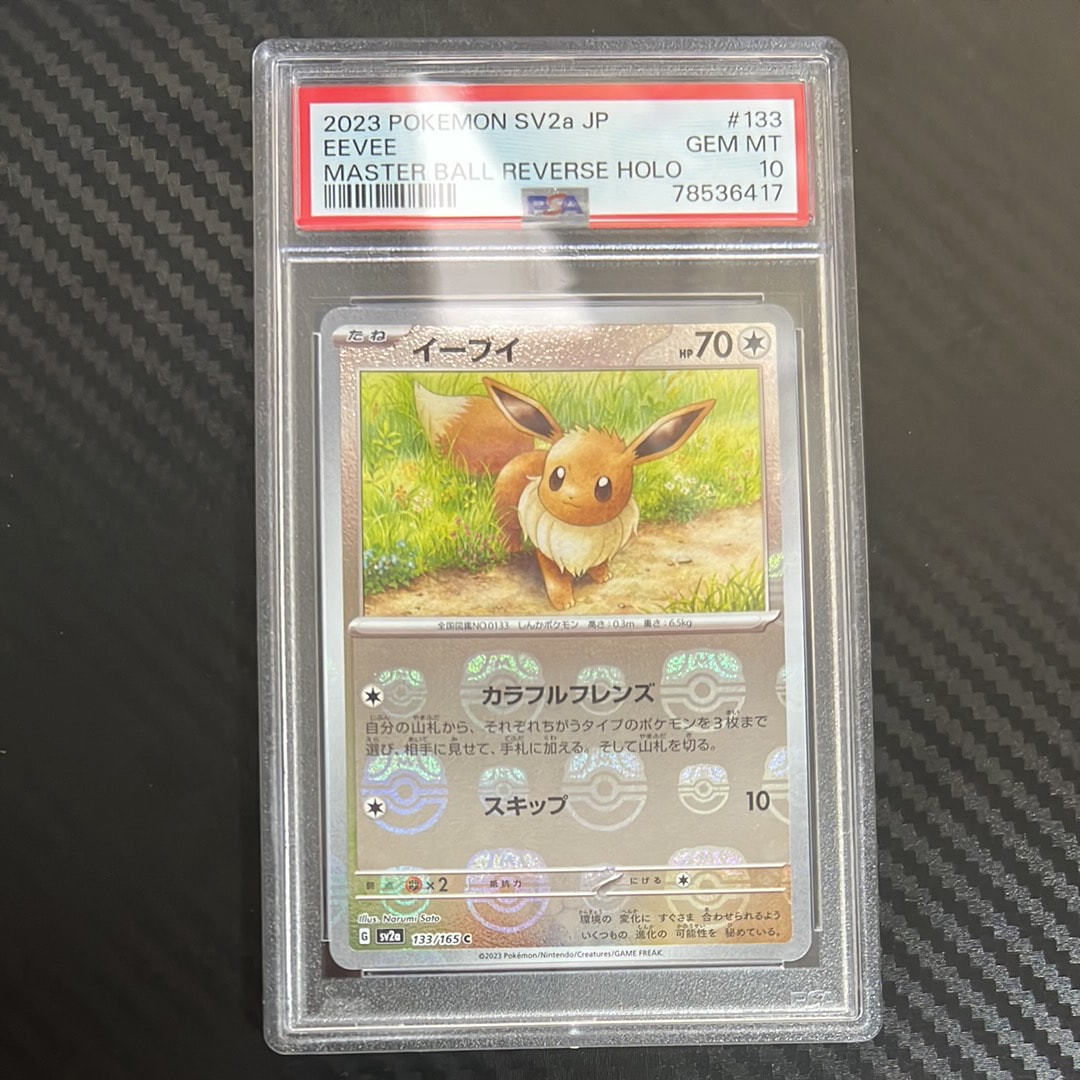 2023 POKEMON SV2a JP #133
EEVEE GEM MT
MASTER BALL REVERSE HOLO 10
78536417
PSA
たね イーブイ HP70
全国図鑑NO.0133 しんかポケモン 高さ:0.3m 重さ:6.5kg
カラフルフレンズ
自分の山札から、それぞれちがうタイプのポケモンを3枚まで
選び、相手に見せて、手札に加える。そして山札を切る。
スキップ 10
弱点 ×2 抵抗力 にげる
Illus. Narumi Sato
環境の 変化に すぐさま 合わせられるよう
G sv2a 133/165 C
いくつもの 進化の 可能性を 秘めている。
©2023 Pokémon/Nintendo/Creatures/GAME FREAK.
PSA